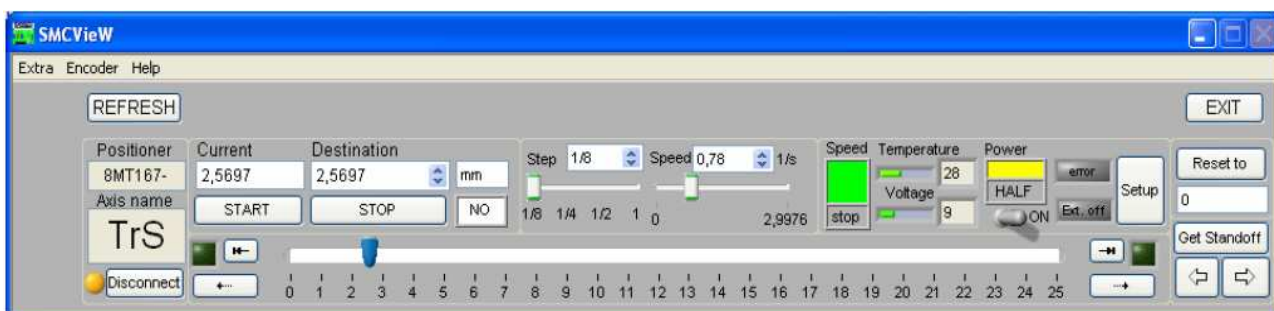 SMCVieW
Extra Encoder Help
REFRESH EXIT
Positioner Current Destination Step 1/8 Speed 0,78 1/s Speed Temperature Power Reset to
8MT167- 2,5697 2,5697 mm 28 HALF error Setup
Axis name START STOP NO 1/8 1/4 1/2 1 0 2,9976 stop Voltage 9 ON Ext. off 0
TrS Get Standoff
Disconnect 0 1 2 3 4 5 6 7 8 9 10 11 12 13 14 15 16 17 18 19 20 21 22 23 24 25